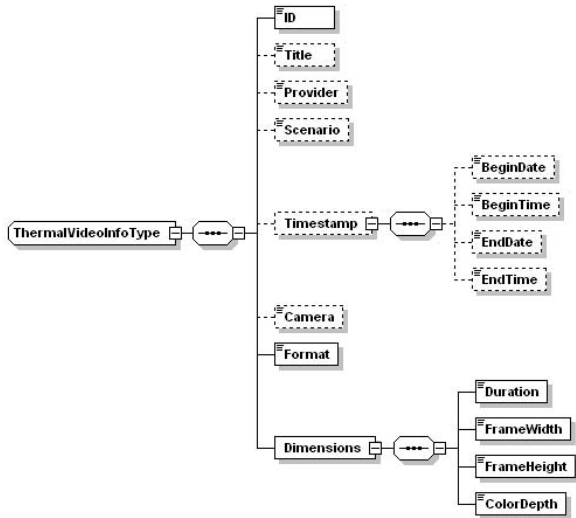 ID
Title
Provider
Scenario
ThermalVideoInfoType
Timestamp
BeginDate
BeginTime
EndDate
EndTime
Camera
Format
Dimensions
Duration
FrameWidth
FrameHeight
ColorDepth